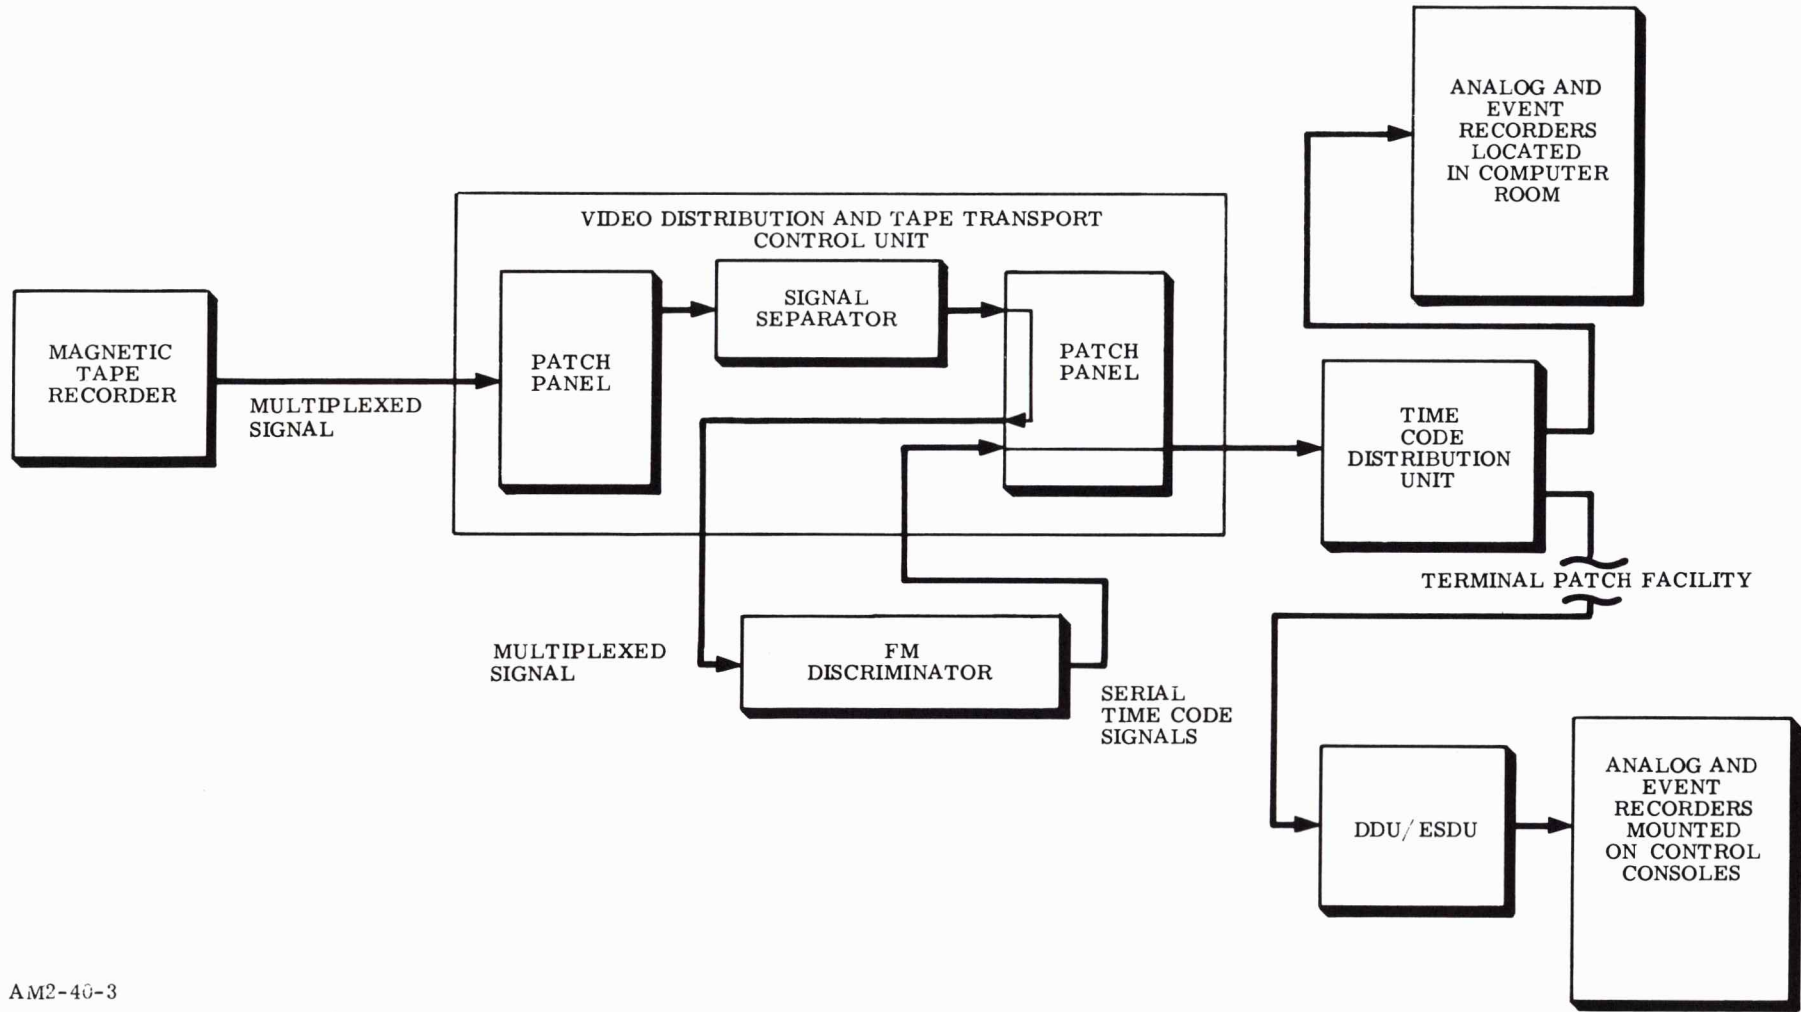 ANALOG AND
EVENT
RECORDERS
LOCATED
IN COMPUTER
ROOM
VIDEO DISTRIBUTION AND TAPE TRANSPORT
CONTROL UNIT
MAGNETIC
TAPE
RECORDER
MULTIPLEXED
SIGNAL
PATCH
PANEL
SIGNAL
SEPARATOR
PATCH
PANEL
TIME
CODE
DISTRIBUTION
UNIT
TERMINAL PATCH FACILITY
MULTIPLEXED
SIGNAL
FM
DISCRIMINATOR
SERIAL
TIME CODE
SIGNALS
DDU/ESDU
ANALOG AND
EVENT
RECORDERS
MOUNTED
ON CONTROL
CONSOLES
AM2-40-3